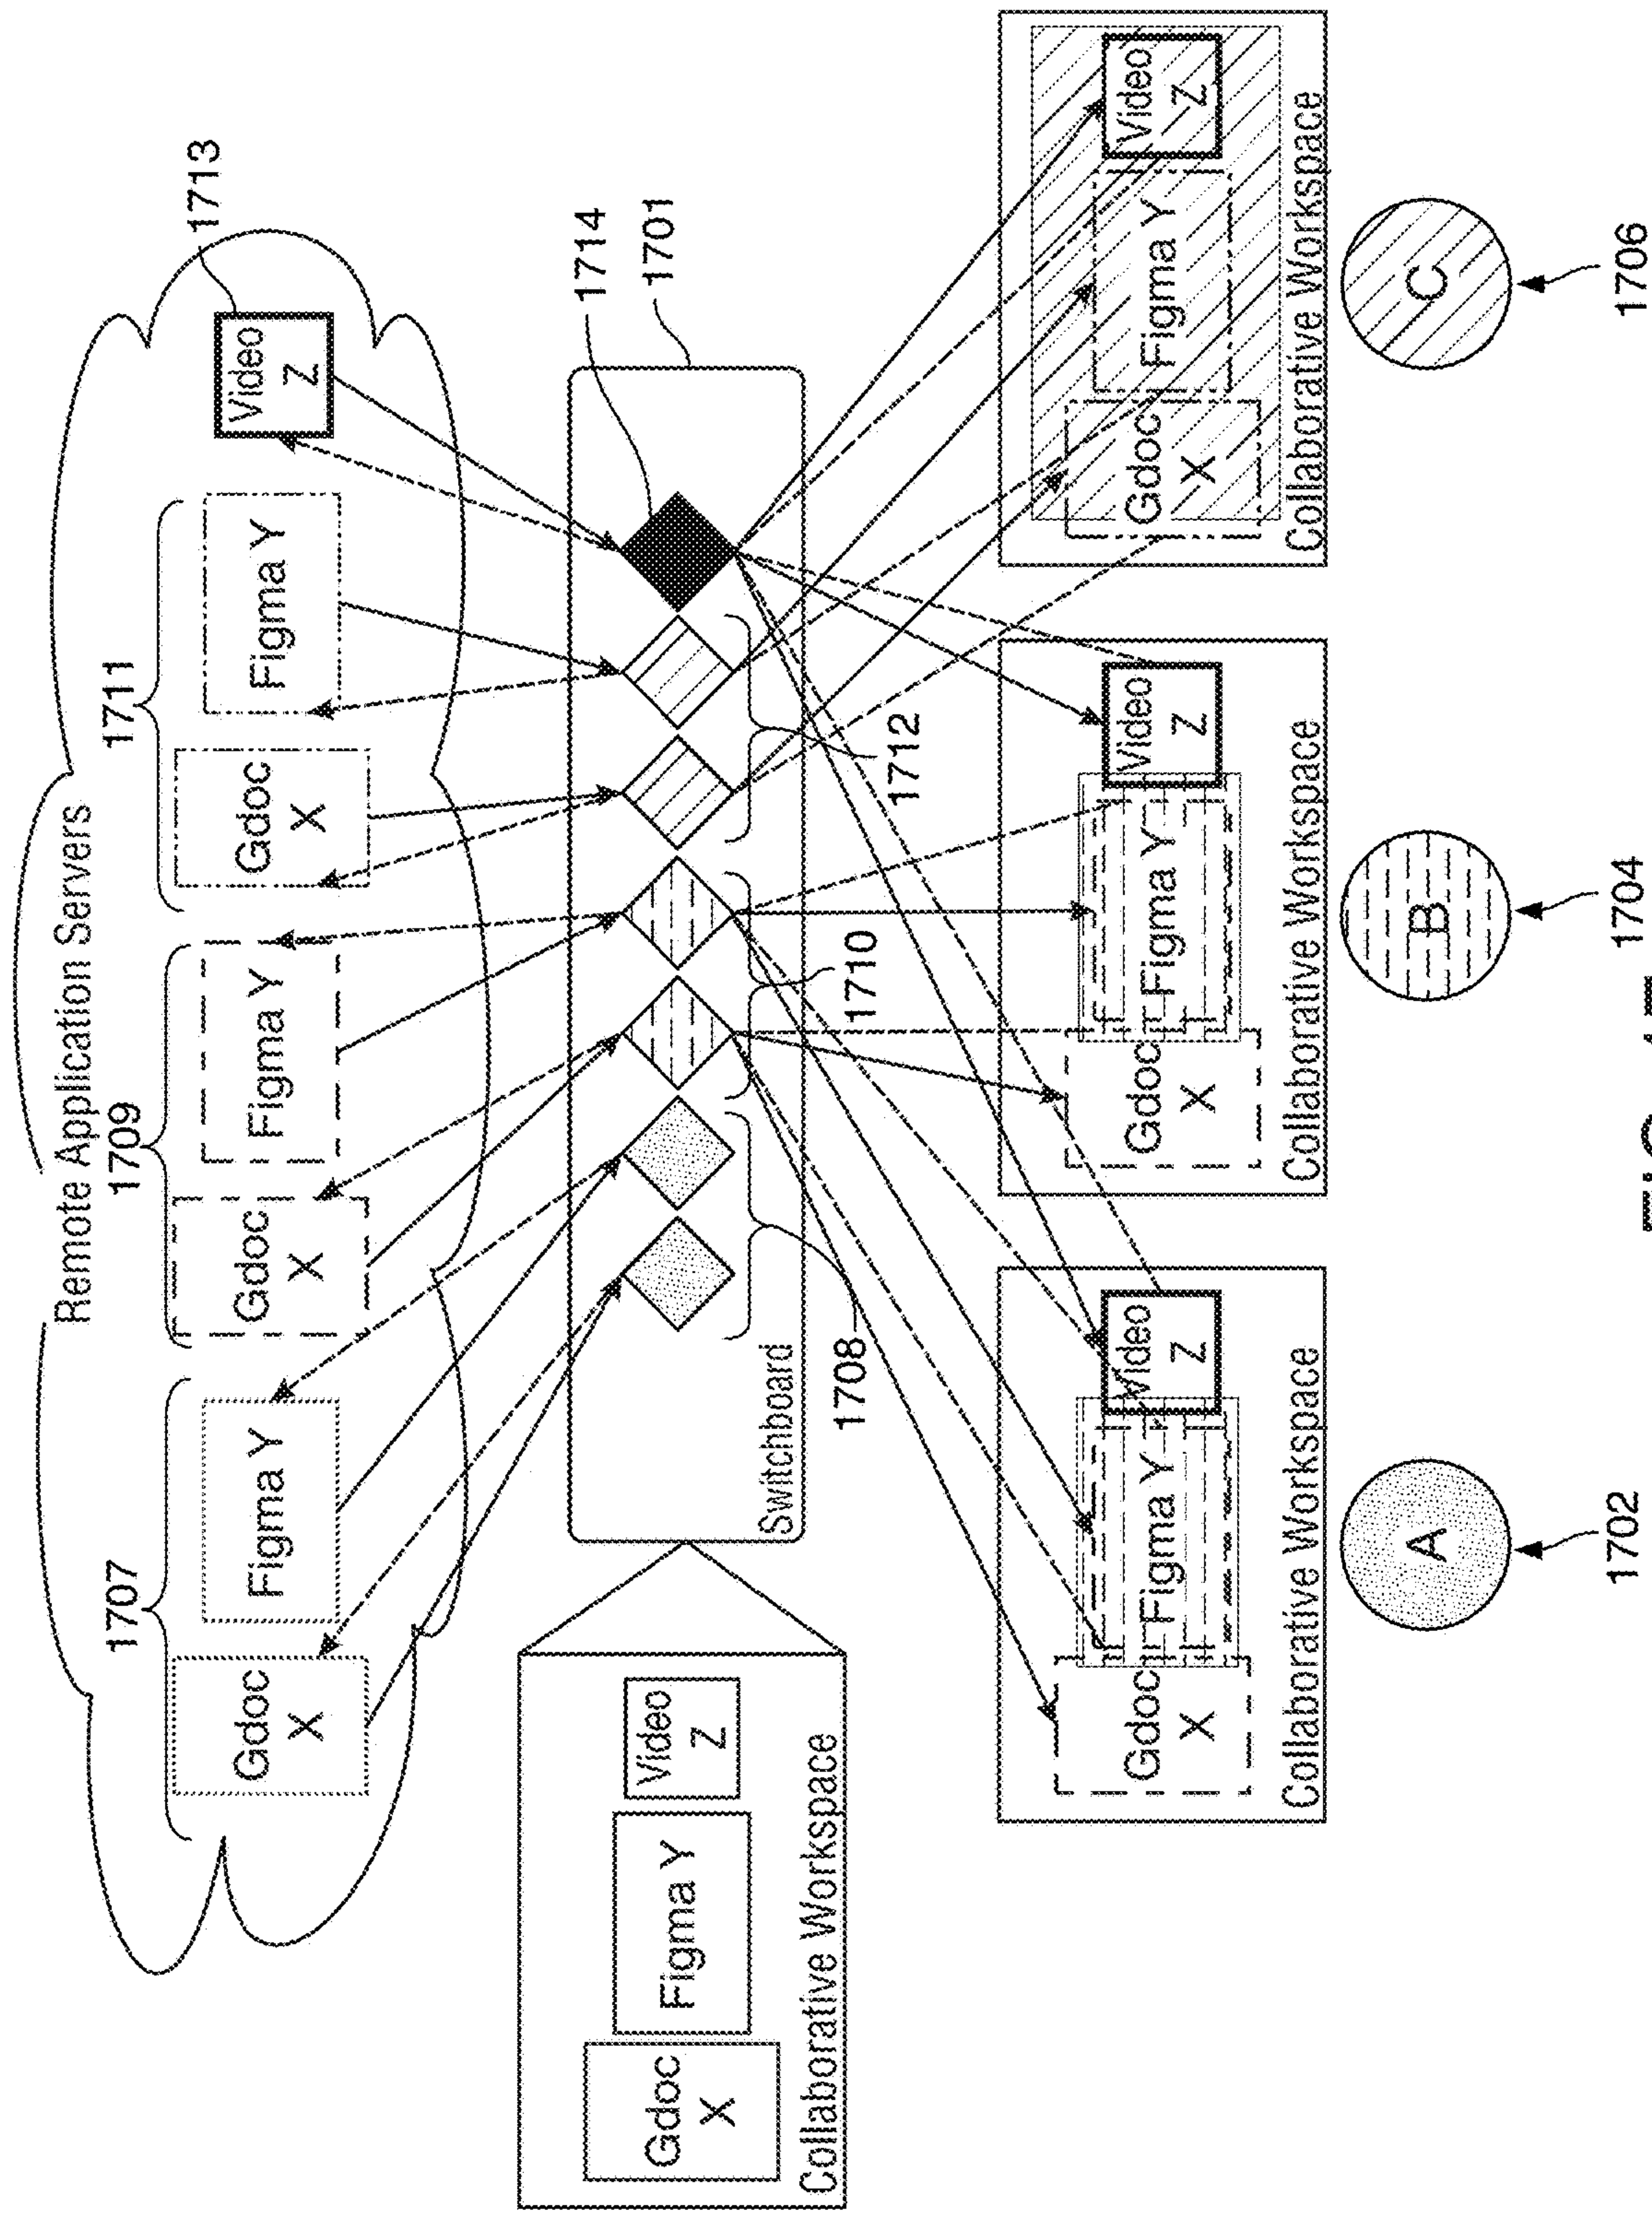 Remote Application Servers
1707
1709
1711
1713
Gdoc
X
Figma Y
Gdoc
X
Figma Y
Gdoc
X
Figma Y
Video
Z
1714
1701
Gdoc
X
Figma Y
Video
Z
Collaborative Workspace
Switchboard
1708
1710
1712
Gdoc
X
Figma Y
Video
Z
Collaborative Workspace
Gdoc
X
Figma Y
Video
Z
Collaborative Workspace
Gdoc
X
Figma Y
Video
Z
Collaborative Workspace
A
B
C
1702
1704
1706